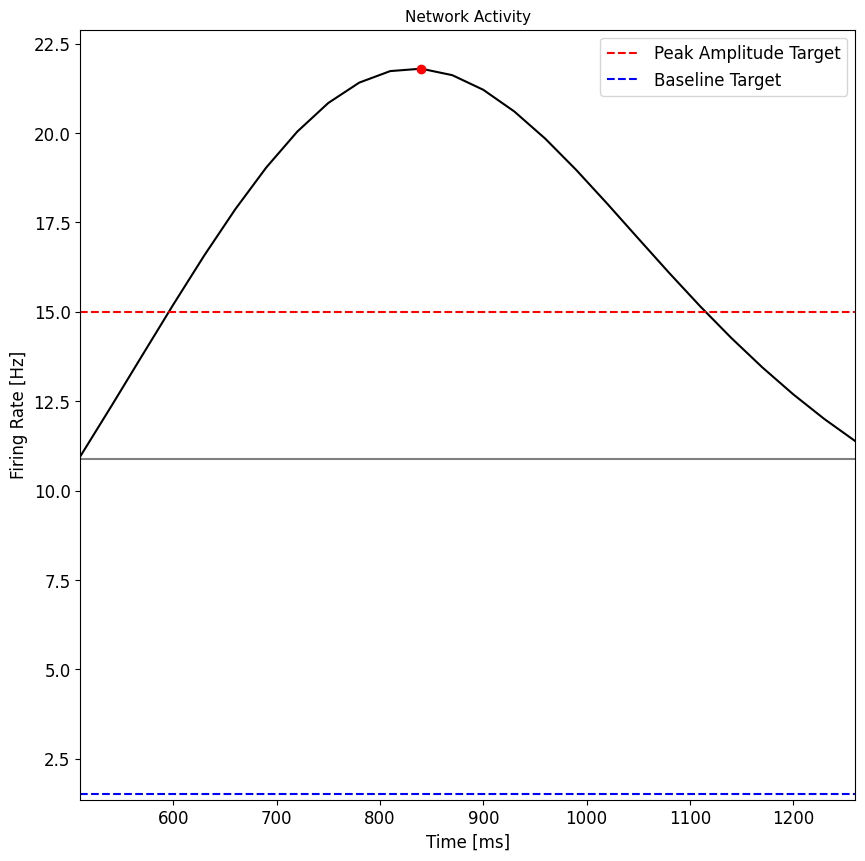 Network Activity
Peak Amplitude Target
Baseline Target
22.5
20.0
17.5
15.0
12.5
10.0
7.5
5.0
2.5
Firing Rate [Hz]
600 700 800 900 1000 1100 1200
Time [ms]